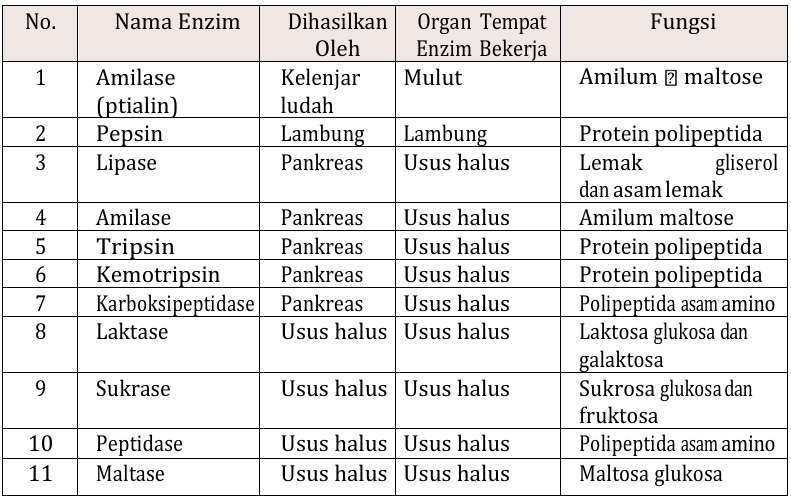 No. Nama Enzim Dihasilkan Oleh Organ Tempat Enzim Bekerja Fungsi
1 Amilase (ptialin) Kelenjar ludah Mulut Amilum ⍰ maltose
2 Pepsin Lambung Lambung Protein polipeptida
3 Lipase Pankreas Usus halus Lemak gliserol dan asam lemak
4 Amilase Pankreas Usus halus Amilum maltose
5 Tripsin Pankreas Usus halus Protein polipeptida
6 Kemotripsin Pankreas Usus halus Protein polipeptida
7 Karboksipeptidase Pankreas Usus halus Polipeptida asam amino
8 Laktase Usus halus Usus halus Laktosa glukosa dan galaktosa
9 Sukrase Usus halus Usus halus Sukrosa glukosa dan fruktosa
10 Peptidase Usus halus Usus halus Polipeptida asam amino
11 Maltase Usus halus Usus halus Maltosa glukosa